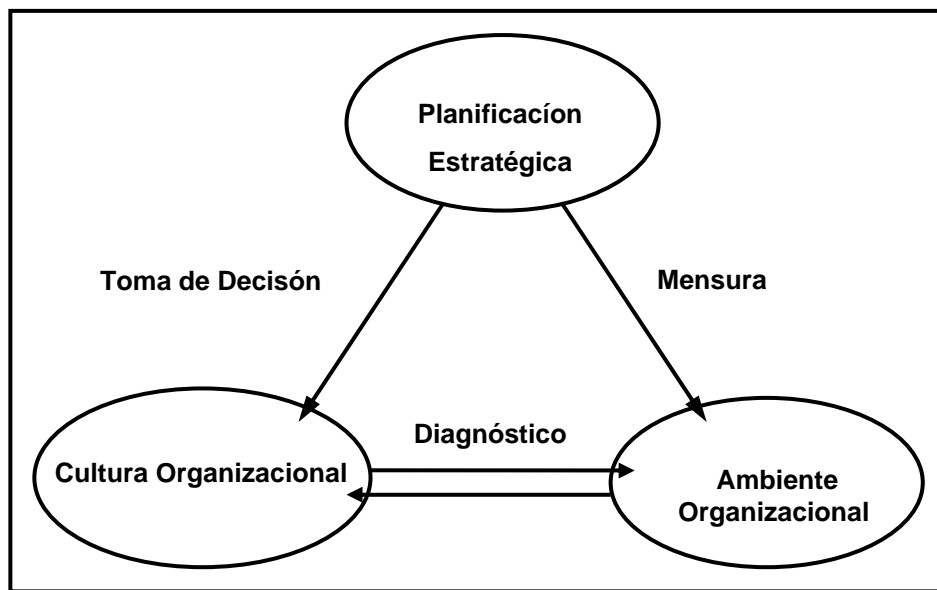 Planificacíon
Estratégica
Toma de Decisón
Mensura
Diagnóstico
Cultura Organizacional
Ambiente
Organizacional